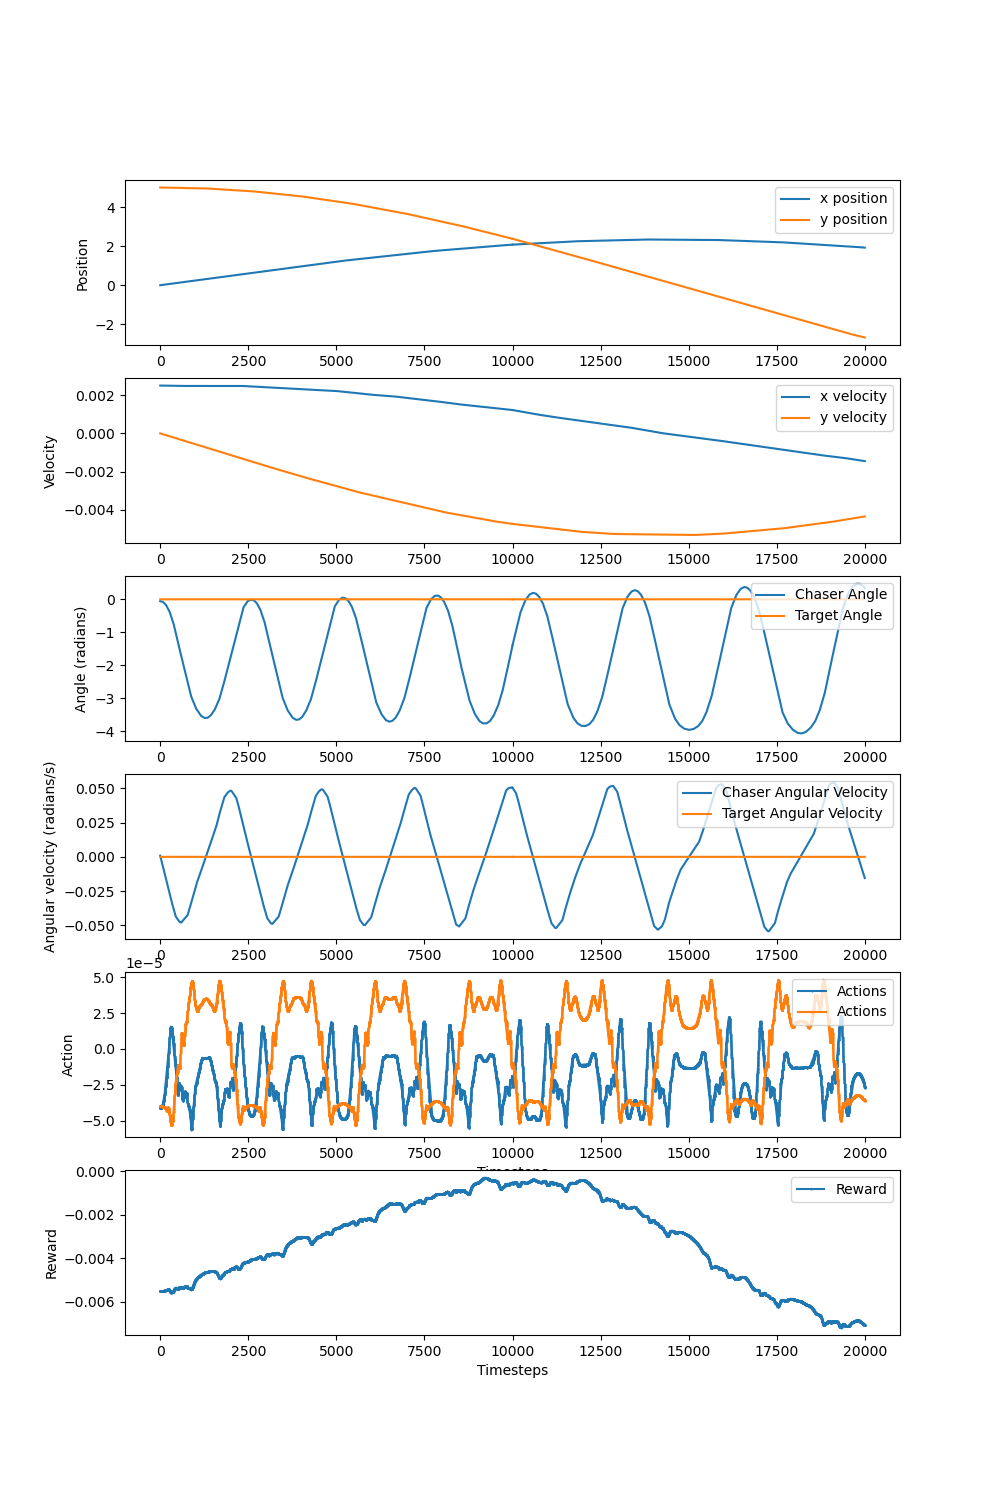 x position
y position
Position
4
2
0
−2
0 2500 5000 7500 10000 12500 15000 17500 20000
x velocity
y velocity
Velocity
0.002
0.000
−0.002
−0.004
0 2500 5000 7500 10000 12500 15000 17500 20000
Chaser Angle
Target Angle
Angle (radians)
0
−1
−2
−3
−4
0 2500 5000 7500 10000 12500 15000 17500 20000
Chaser Angular Velocity
Target Angular Velocity
Angular velocity (radians/s)
0.050
0.025
0.000
−0.025
−0.050
0 2500 5000 7500 10000 12500 15000 17500 20000
1e−5
Actions
Actions
Action
5.0
2.5
0.0
−2.5
−5.0
0 2500 5000 7500 10000 12500 15000 17500 20000
Timesteps
Reward
Reward
0.000
−0.002
−0.004
−0.006
0 2500 5000 7500 10000 12500 15000 17500 20000
Timesteps